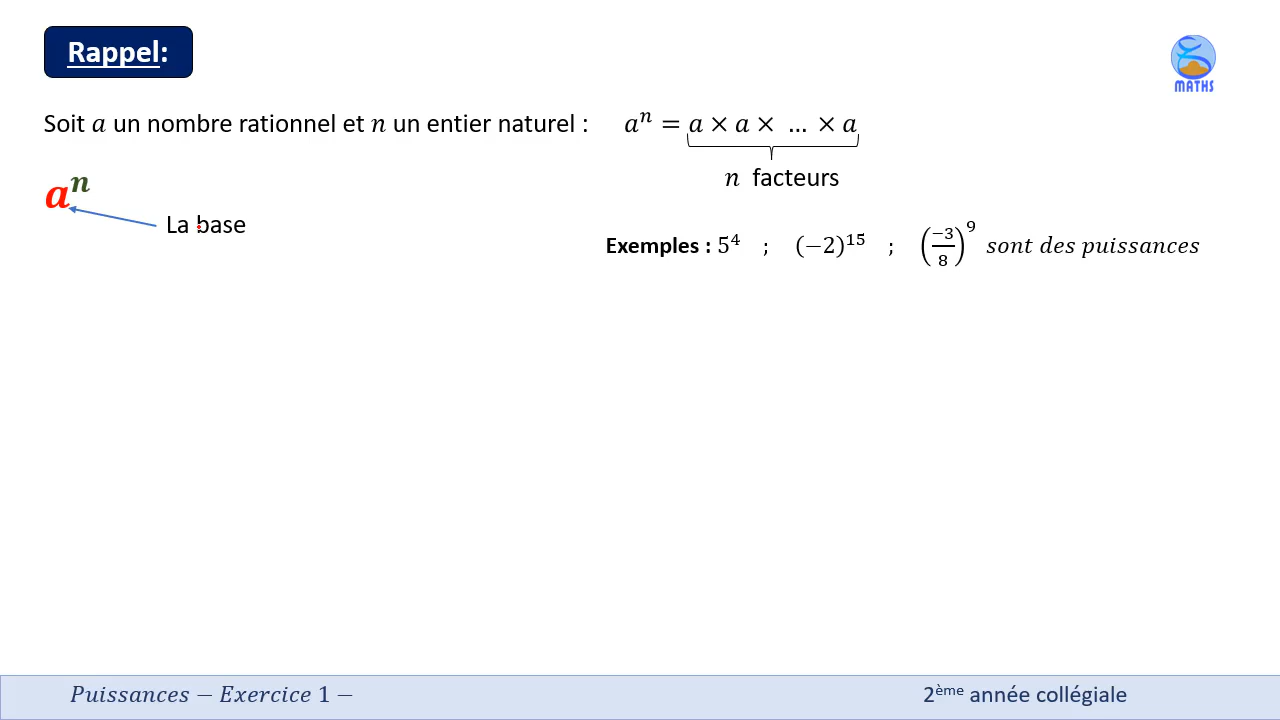 Rappel:
MATHS
Soit a un nombre rationnel et n un entier naturel : aⁿ = a × a × … × a
n facteurs
aⁿ
La base
Exemples : 5⁴ ; (−2)¹⁵ ; (−3/8)⁹ sont des puissances
Puissances − Exercice 1 −
2ème année collégiale